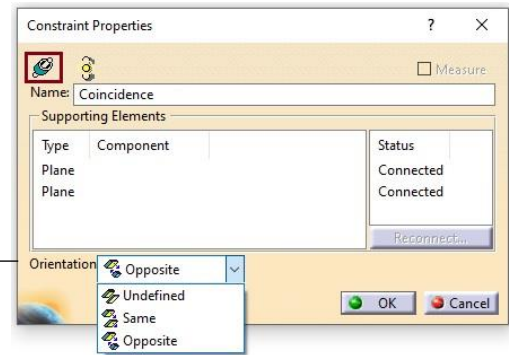 Constraint Properties ? X
Measure
Name: Coincidence
Supporting Elements
Type Component Status
Plane Connected
Plane Connected
Reconnect...
Orientation Opposite
Undefined
Same
Opposite
OK Cancel